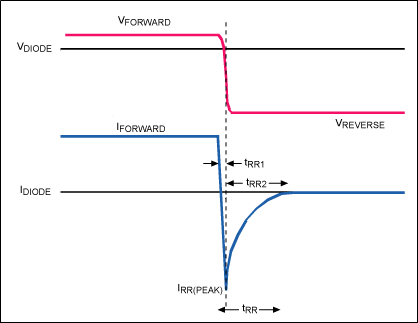 VFORWARD
VDIODE
VREVERSE
IFORWARD
tRR1
tRR2
IDIODE
IRR(PEAK)
tRR